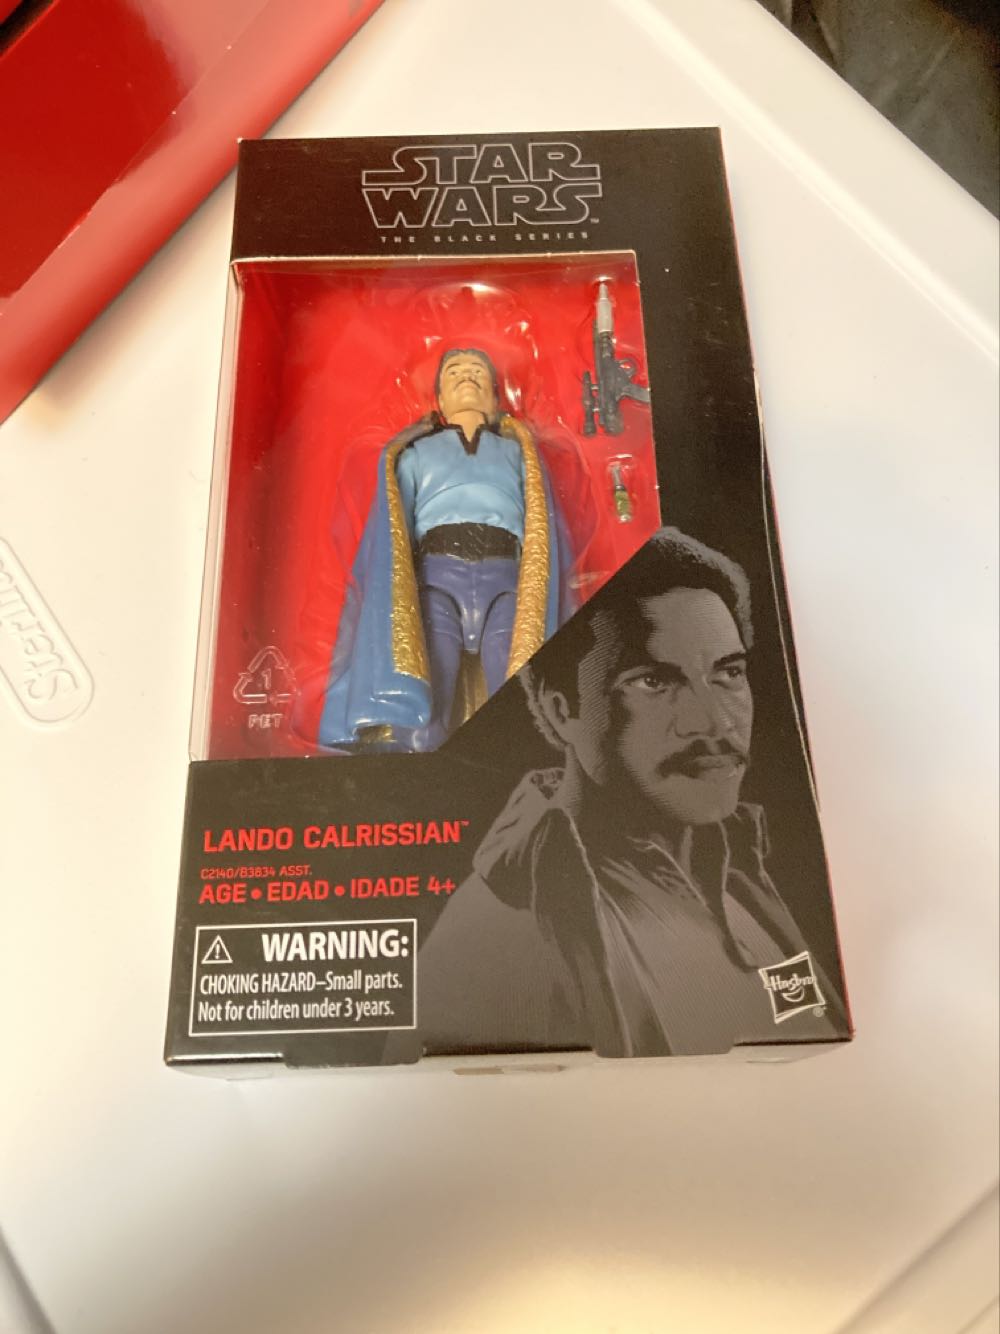 STAR
WARS™
THE BLACK SERIES
1
PET
LANDO CALRISSIAN™
C2140/B3834 ASST.
AGE • EDAD • IDADE 4+
WARNING:
CHOKING HAZARD–Small parts.
Not for children under 3 years.
Hasbro
®